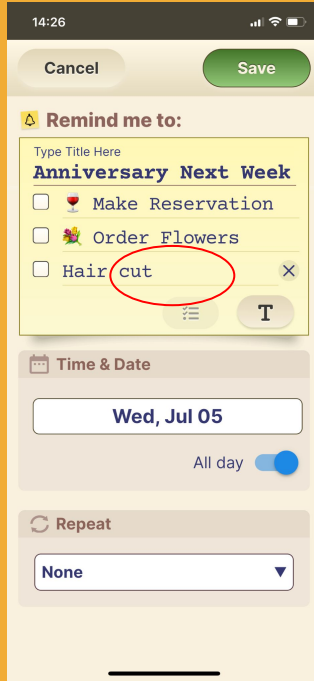 14:26
Cancel
Save
Remind me to:
Type Title Here
Anniversary Next Week
Make Reservation
Order Flowers
Hair cut
T
Time & Date
Wed, Jul 05
All day
Repeat
None